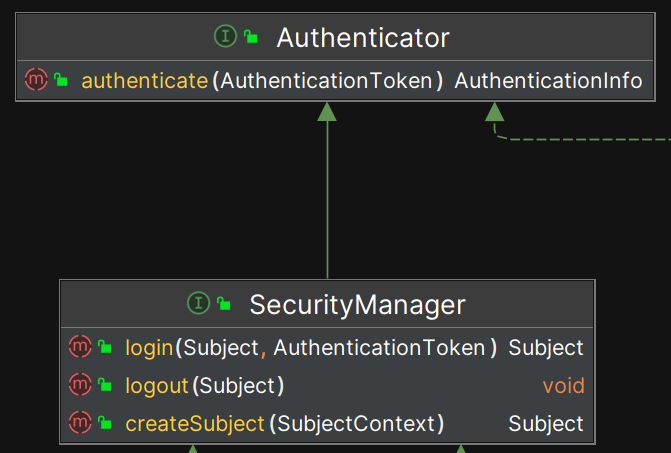 Authenticator
authenticate(AuthenticationToken) AuthenticationInfo
SecurityManager
login(Subject, AuthenticationToken) Subject
logout(Subject) void
createSubject(SubjectContext) Subject